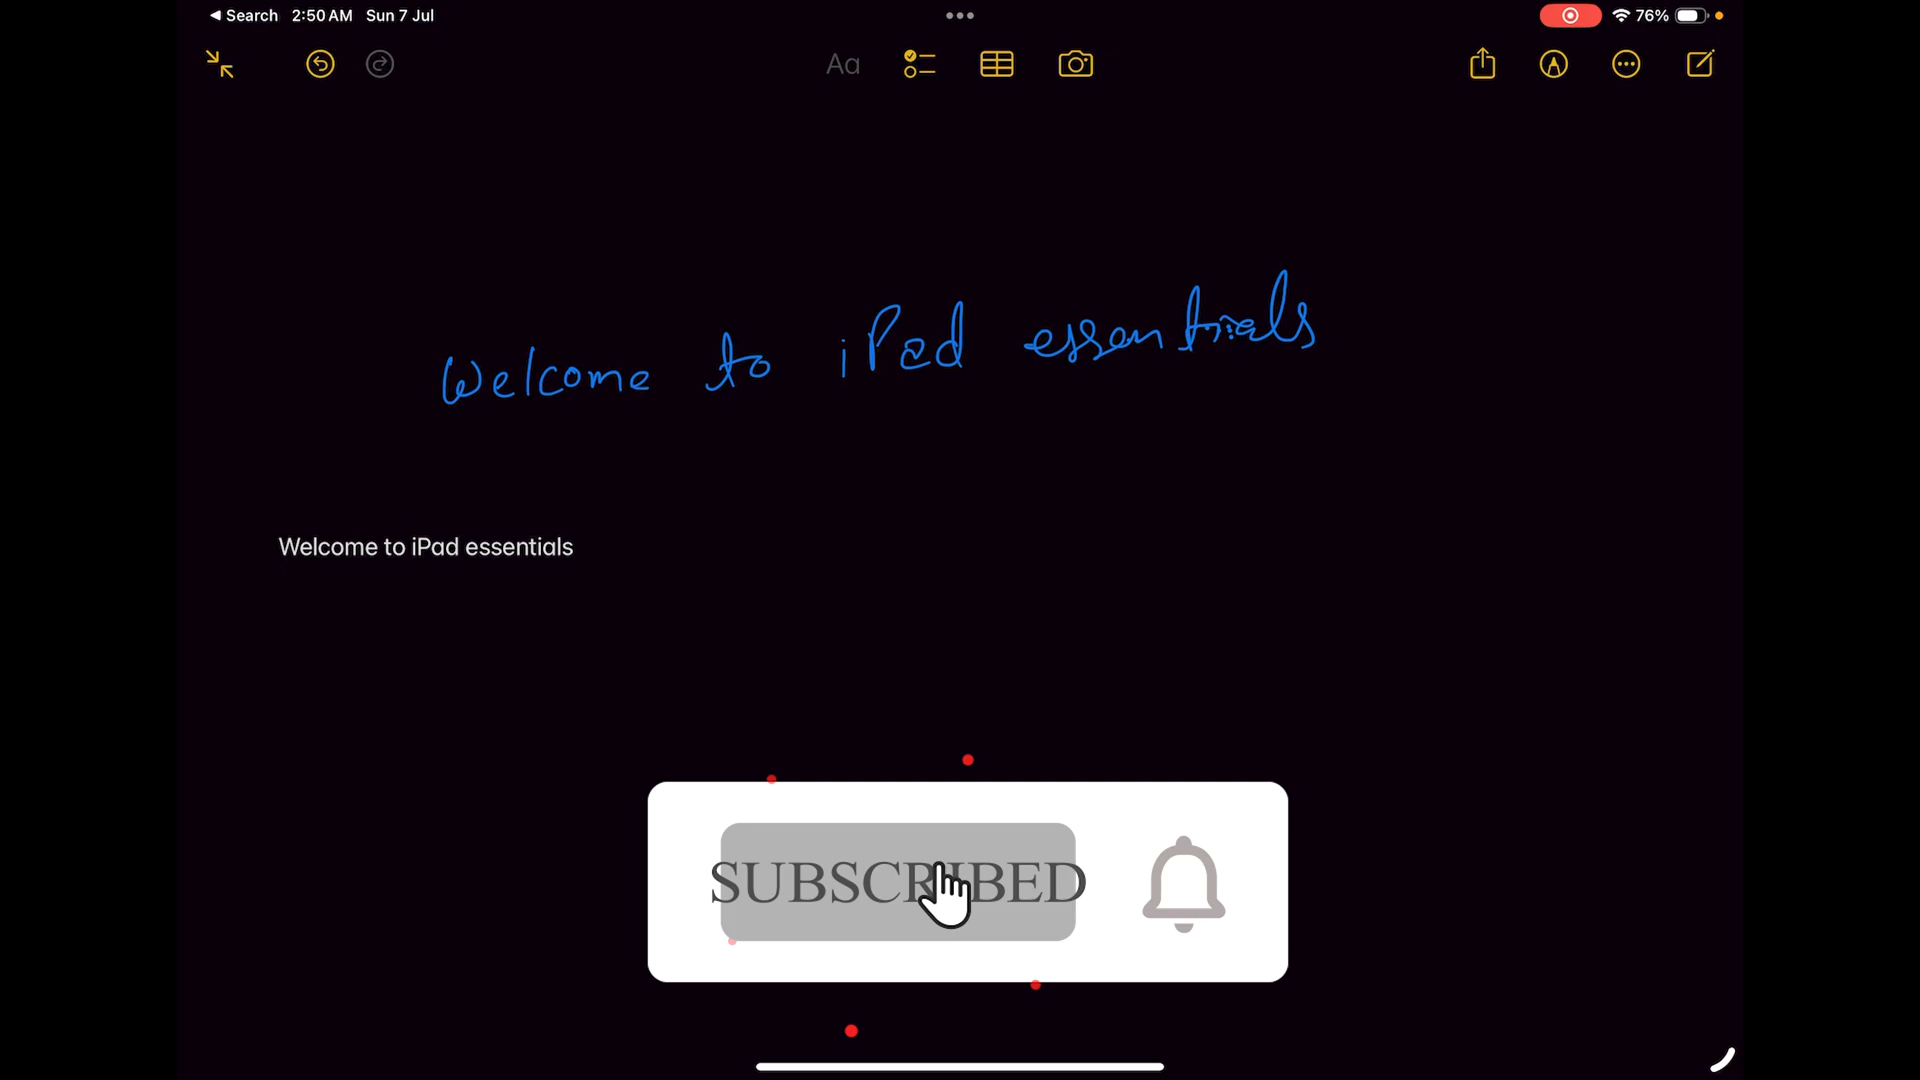 Search 2:50 AM Sun 7 Jul 76%
Aa
Welcome to iPad essentials
Welcome to iPad essentials
SUBSCRIBED